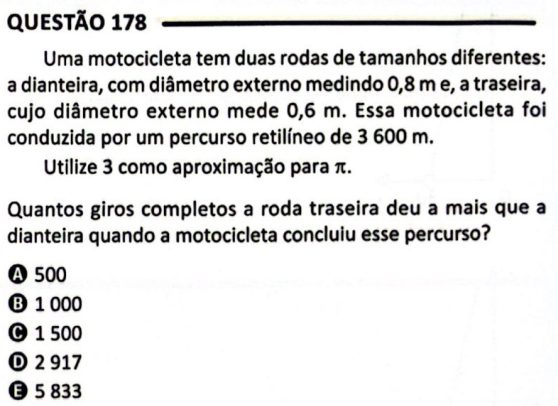 QUESTÃO 178
Uma motocicleta tem duas rodas de tamanhos diferentes:
a dianteira, com diâmetro externo medindo 0,8 m e, a traseira,
cujo diâmetro externo mede 0,6 m. Essa motocicleta foi
conduzida por um percurso retilíneo de 3 600 m.
Utilize 3 como aproximação para π.
Quantos giros completos a roda traseira deu a mais que a
dianteira quando a motocicleta concluiu esse percurso?
A 500
B 1 000
C 1 500
D 2 917
E 5 833